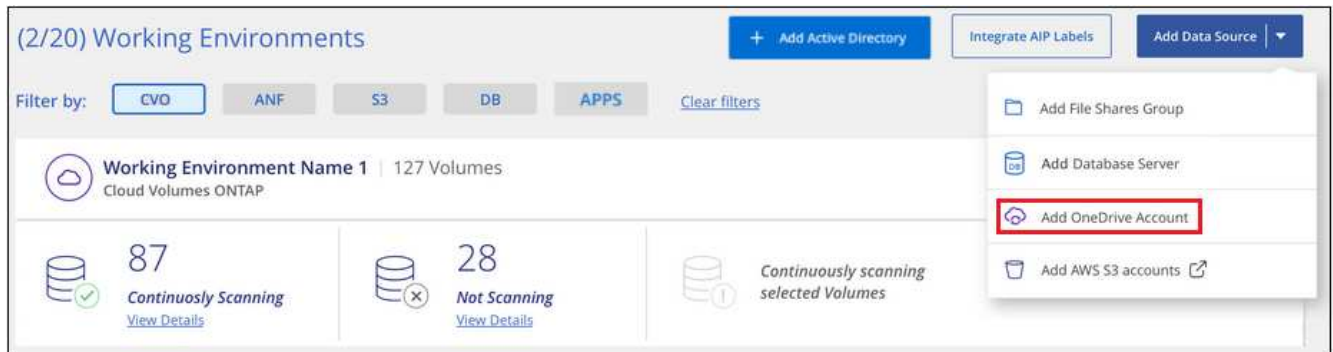 (2/20) Working Environments
+ Add Active Directory
Integrate AIP Labels
Add Data Source
Filter by:
CVO
ANF
S3
DB
APPS
Clear filters
Add File Shares Group
DB
Add Database Server
Add OneDrive Account
Add AWS S3 accounts
Working Environment Name 1 | 127 Volumes
Cloud Volumes ONTAP
87
Continuosly Scanning
View Details
28
Not Scanning
View Details
Continuously scanning
selected Volumes